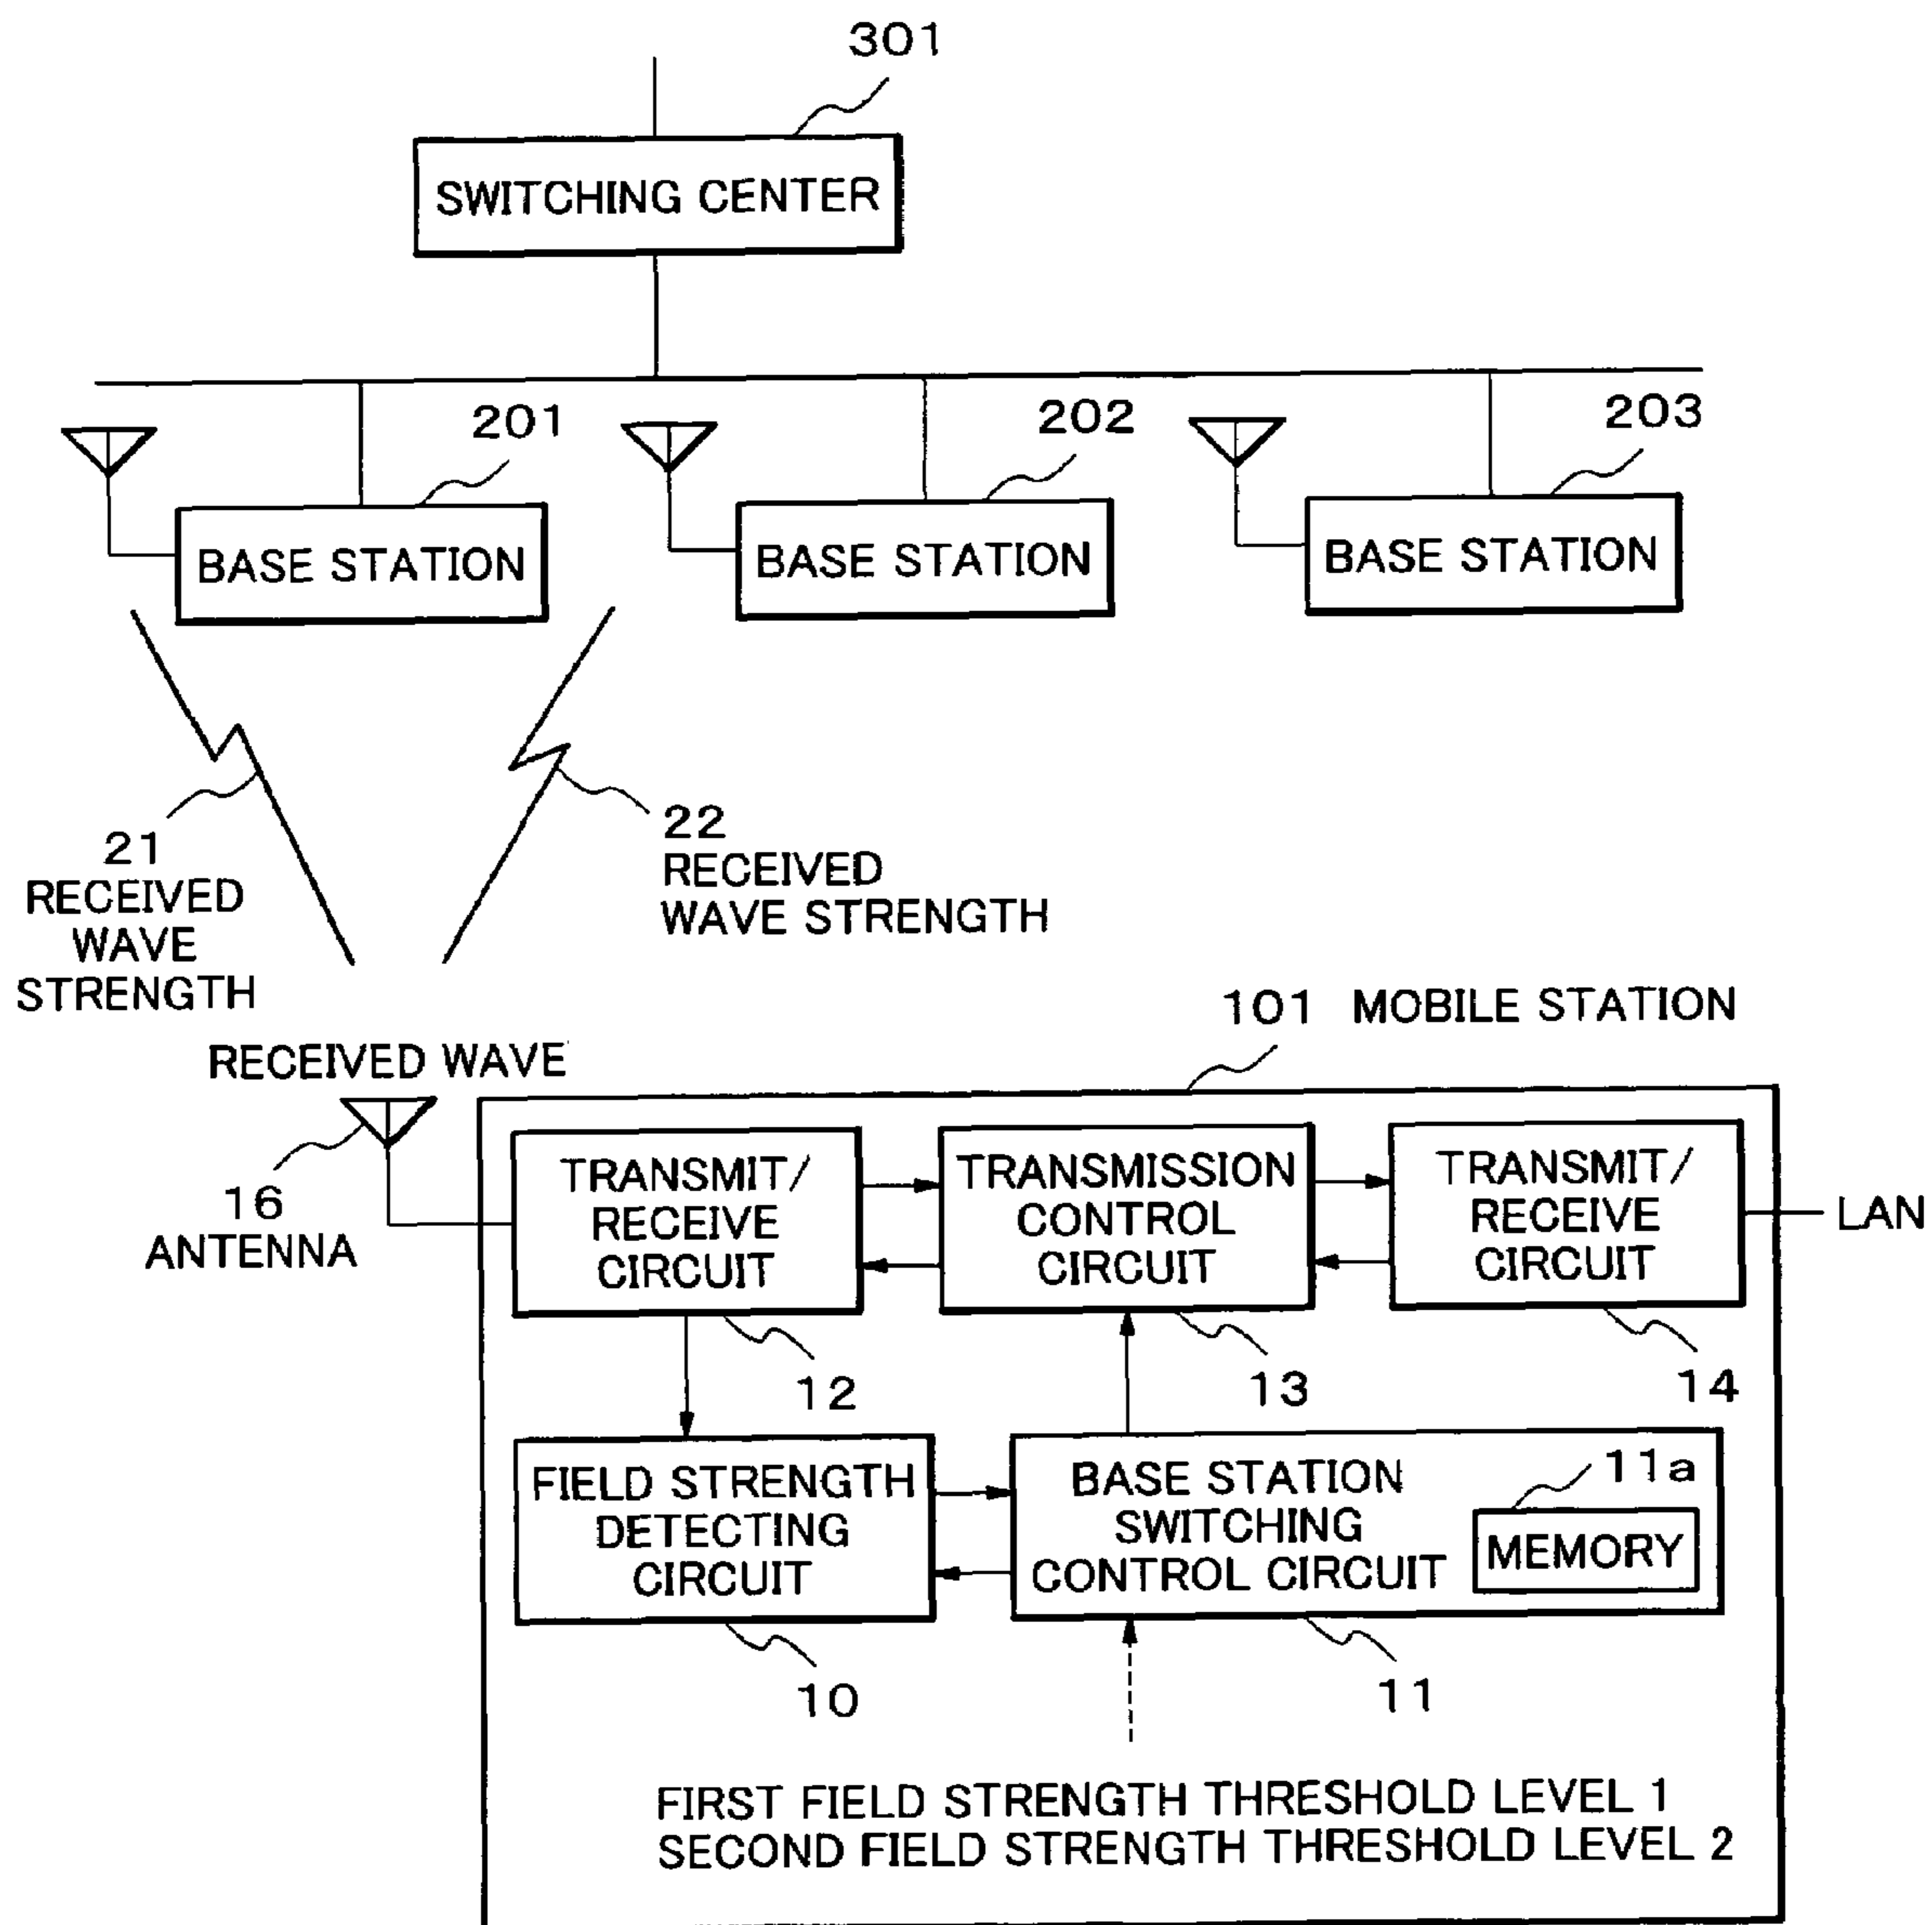 301
SWITCHING CENTER
201
202
203
BASE STATION
BASE STATION
BASE STATION
21
RECEIVED
WAVE
STRENGTH
22
RECEIVED
WAVE STRENGTH
101 MOBILE STATION
RECEIVED WAVE
16
ANTENNA
TRANSMIT/
RECEIVE
CIRCUIT
TRANSMISSION
CONTROL
CIRCUIT
TRANSMIT/
RECEIVE
CIRCUIT
LAN
12
13
14
FIELD STRENGTH
DETECTING
CIRCUIT
BASE STATION
SWITCHING
CONTROL CIRCUIT
11a
MEMORY
10
11
FIRST FIELD STRENGTH THRESHOLD LEVEL 1
SECOND FIELD STRENGTH THRESHOLD LEVEL 2